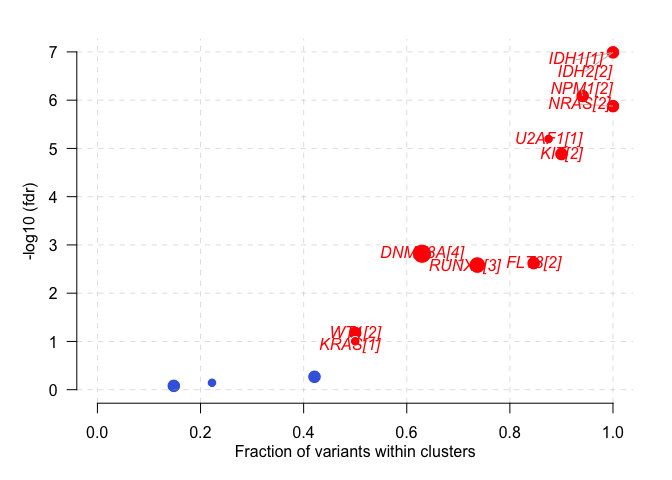 7
6
5
4
3
2
1
0
-log10 (fdr)
IDH1[1]
IDH2[2]
NPM1[2]
NRAS[2]
U2AF1[1]
KIT[2]
DNMT3A[4]
RUNX1[3]
FLT3[2]
WT1[2]
KRAS[1]
0.0 0.2 0.4 0.6 0.8 1.0
Fraction of variants within clusters